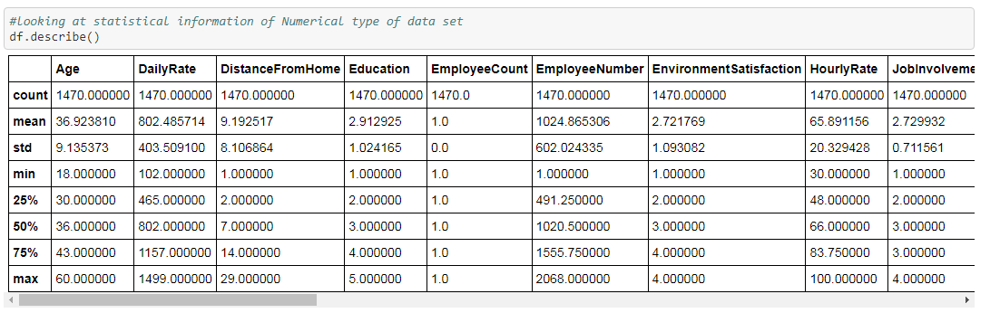 #looking at statistical information of Numerical type of data set
df.describe()
Age DailyRate DistanceFromHome Education EmployeeCount EmployeeNumber EnvironmentSatisfaction HourlyRate JobInvolveme
count 1470.000000 1470.000000 1470.000000 1470.000000 1470.0 1470.000000 1470.000000 1470.000000 1470.000000
mean 36.923810 802.485714 9.192517 2.912925 1.0 1024.865306 2.721769 65.891156 2.729932
std 9.135373 403.509100 8.106864 1.024165 0.0 602.024335 1.093082 20.329428 0.711561
min 18.000000 102.000000 1.000000 1.000000 1.0 1.000000 1.000000 30.000000 1.000000
25% 30.000000 465.000000 2.000000 2.000000 1.0 491.250000 2.000000 48.000000 2.000000
50% 36.000000 802.000000 7.000000 3.000000 1.0 1020.500000 3.000000 66.000000 3.000000
75% 43.000000 1157.000000 14.000000 4.000000 1.0 1555.750000 4.000000 83.750000 3.000000
max 60.000000 1499.000000 29.000000 5.000000 1.0 2068.000000 4.000000 100.000000 4.000000